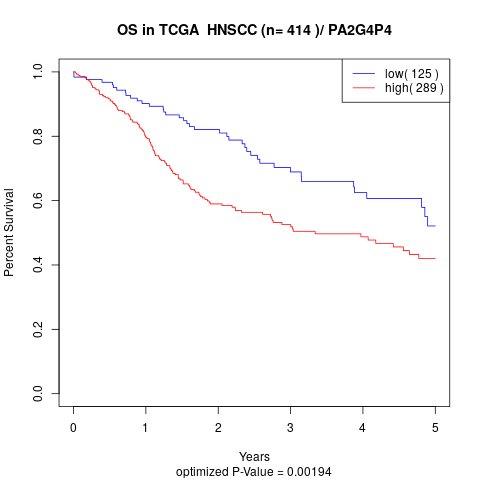 OS in TCGA  HNSCC (n= 414 )/ PA2G4P4
low( 125 )
high( 289 )
Percent Survival
1.0
0.8
0.6
0.4
0.2
0.0
0 1 2 3 4 5
Years
optimized P-Value = 0.00194